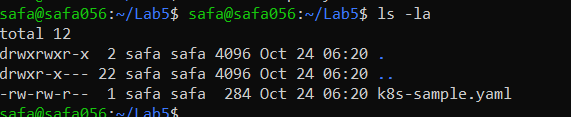 safa@safa056:~/Lab5$ safa@safa056:~/Lab5$ ls -la
total 12
drwxrwxr-x  2 safa safa 4096 Oct 24 06:20 .
drwxr-x--- 22 safa safa 4096 Oct 24 06:20 ..
-rw-rw-r--  1 safa safa  284 Oct 24 06:20 k8s-sample.yaml
safa@safa056:~/Lab5$